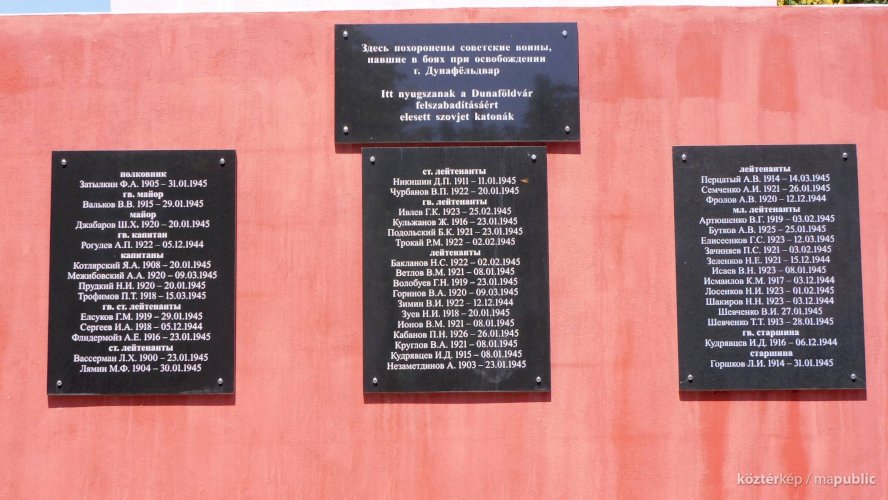 Здесь похоронены советские воины,
павшие в боях при освобождении
г. Дунафёльдвар
Itt nyugszanak a Dunaföldvár
felszabadításáért
elesett szovjet katonák
полковник
Затылкин Ф.А. 1905 – 31.01.1945
гв. майор
Вальков В.В. 1915 – 29.01.1945
майор
Джабаров Ш.Х. 1920 – 20.01.1945
гв. капитан
Рогулев А.П. 1922 – 05.12.1944
капитаны
Котлярский Я.А. 1908 – 20.01.1945
Межибовский А.А. 1920 – 09.03.1945
Прудкий Н.И. 1920 – 20.01.1945
Трофимов П.Т. 1918 – 15.03.1945
гв. ст. лейтенанты
Елсуков Г.М. 1919 – 29.01.1945
Сергеев И.А. 1918 – 05.12.1944
Флидермойз А.Е. 1916 – 23.01.1945
ст. лейтенанты
Вассерман Л.Х. 1900 – 23.01.1945
Лямин М.Ф. 1904 – 30.01.1945
ст. лейтенанты
Никишин Д.П. 1911 – 11.01.1945
Чурбанов В.П. 1922 – 20.01.1945
гв. лейтенанты
Ивлев Г.К. 1923 – 25.02.1945
Кульжанов Ж. 1916 – 23.01.1945
Подольский Б.К. 1921 – 23.01.1945
Трокай Р.М. 1922 – 02.02.1945
лейтенанты
Бакланов Н.С. 1922 – 02.02.1945
Ветлов В.М. 1921 – 08.01.1945
Волобуев Г.Н. 1919 – 23.01.1945
Горинов В.А. 1920 – 09.03.1945
Зимин В.И. 1922 – 12.12.1944
Зуев Н.И. 1918 – 20.01.1945
Ионов В.М. 1921 – 08.01.1945
Кабанов П.Н. 1926 – 25.01.1945
Круглов В.А. 1921 – 08.01.1945
Кудрявцев И.Д. 1915 – 08.01.1945
Незаметдинов А. 1903 – 23.01.1945
лейтенанты
Перцатый А.В. 1914 – 14.03.1945
Семченко А.И. 1921 – 26.01.1945
Фролов А.В. 1920 – 12.12.1944
мл. лейтенанты
Артюшенко В.Г. 1919 – 03.02.1945
Бутков А.В. 1925 – 25.01.1945
Елиссенков Г.С. 1923 – 12.03.1945
Зачиняев П.С. 1921 – 03.02.1945
Зеленков Н.Е. 1921 – 15.12.1944
Исаев В.Н. 1923 – 08.01.1945
Исмаилов К.М. 1917 – 03.12.1944
Лосенков Н.И. 1923 – 01.02.1945
Шакиров Н.Н. 1923 – 03.12.1944
Шевченко В.И. 27.01.1945
Шевченко Т.Т. 1913 – 28.01.1945
гв. старшина
Кудрявцев И.Д. 1916 – 06.12.1944
старшина
Горшков Л.И. 1914 – 31.01.1945
köztérkép / mapublic